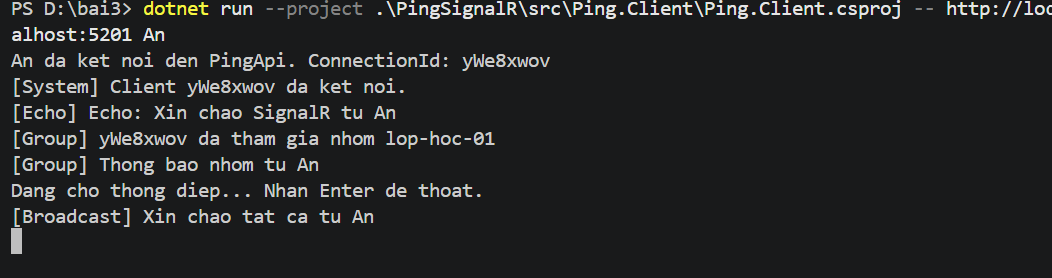 PS D:\bai3> dotnet run --project .\PingSignalR\src\Ping.Client\Ping.Client.csproj -- http://loc
alhost:5201 An
An da ket noi den PingApi. ConnectionId: yWe8xwov
[System] Client yWe8xwov da ket noi.
[Echo] Echo: Xin chao SignalR tu An
[Group] yWe8xwov da tham gia nhom lop-hoc-01
[Group] Thong bao nhom tu An
Dang cho thong diep... Nhan Enter de thoat.
[Broadcast] Xin chao tat ca tu An